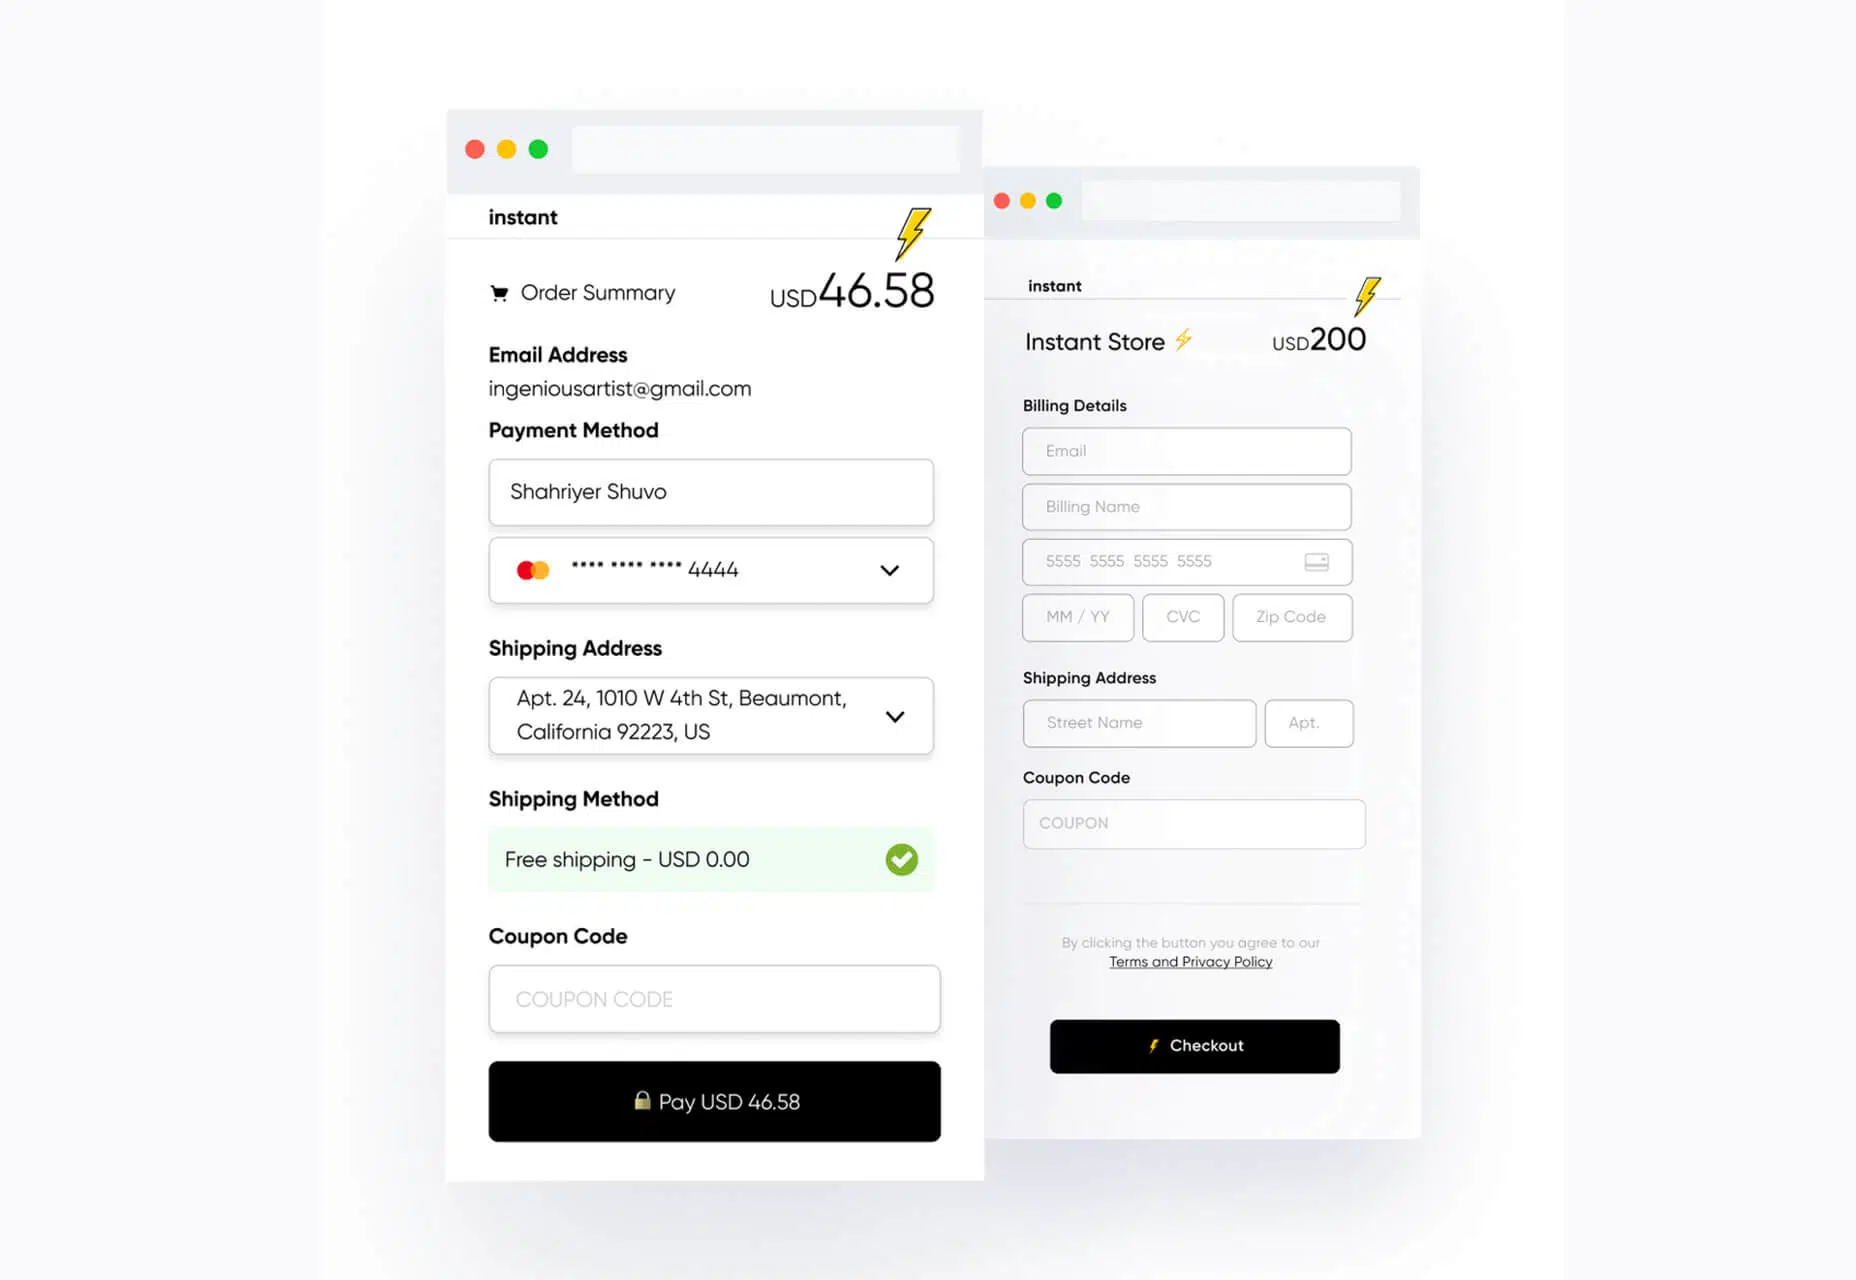 instant
Order Summary
USD46.58
Email Address
ingeniousartist@gmail.com
Payment Method
Shahriyer Shuvo
**** **** **** 4444
Shipping Address
Apt. 24, 1010 W 4th St, Beaumont,
California 92223, US
Shipping Method
Free shipping - USD 0.00
Coupon Code
COUPON CODE
Pay USD 46.58
instant
Instant Store
USD200
Billing Details
Email
Billing Name
5555 5555 5555 5555
MM / YY
CVC
Zip Code
Shipping Address
Street Name
Apt.
Coupon Code
COUPON
By clicking the button you agree to our
Terms and Privacy Policy
Checkout